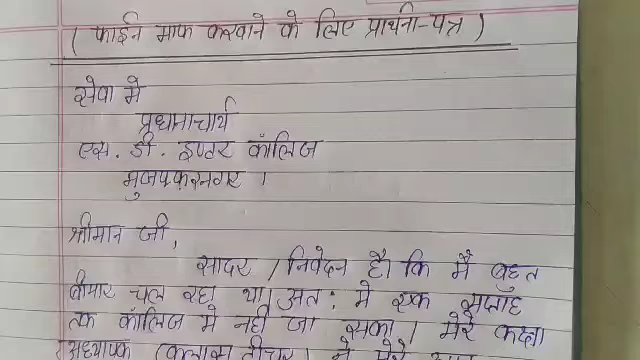 ( फाईन माफ करवाने के लिए प्रार्थना-पत्र )
सेवा मे
प्रधानाचार्य
एस. डी. इण्टर कॉलिज
मुजफ्फरनगर ।
श्रीमान जी,
सादर / निवेदन है। कि मै बहुत
बीमार चल रहा था। अत: मे एक सप्ताह
तक कॉलिज मे नही जा सका । मेरे कक्षा
अध्यापक (क्लास टीचर) ने मेरे